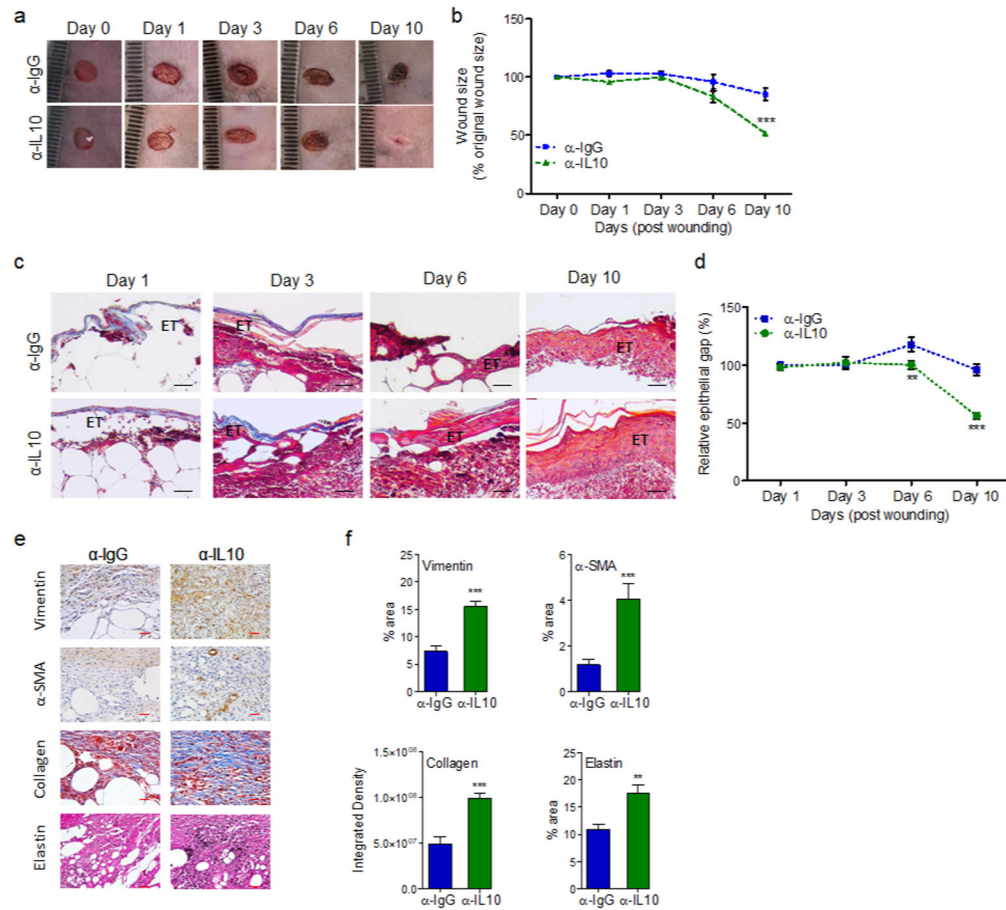 a
Day 0 Day 1 Day 3 Day 6 Day 10
α-IgG
α-IL10
b
Wound size
(% original wound size)
150
100
50
0
***
α-IgG
α-IL10
Day 0 Day 1 Day 3 Day 6 Day 10
Days (post wounding)
c
Day 1 Day 3 Day 6 Day 10
α-IgG
ET ET ET ET
α-IL10
ET ET ET ET
d
Relative epithelial gap (%)
150
100
50
0
α-IgG
α-IL10
**
***
Day 1 Day 3 Day 6 Day 10
Days (post wounding)
e
α-IgG α-IL10
Vimentin
α-SMA
Collagen
Elastin
f
Vimentin
% area
25
20
15
10
5
0
***
α-IgG α-IL10
α-SMA
% area
6
4
2
0
***
α-IgG α-IL10
Collagen
Integrated Density
1.5×10⁰⁸
1.0×10⁰⁸
5.0×10⁰⁷
0.0
***
α-IgG α-IL10
Elastin
% area
25
20
15
10
5
0
**
α-IgG α-IL10